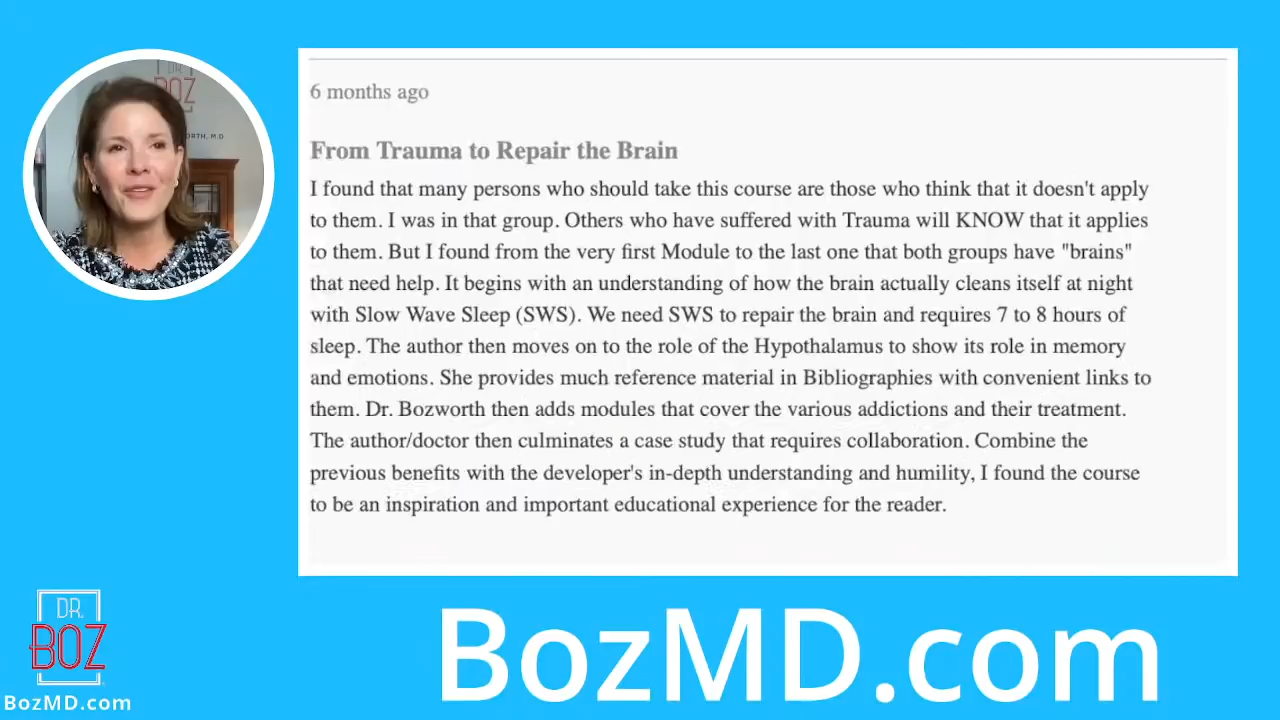 DR.
BOZ
ORTH, M.D
6 months ago
From Trauma to Repair the Brain
I found that many persons who should take this course are those who think that it doesn't apply
to them. I was in that group. Others who have suffered with Trauma will KNOW that it applies
to them. But I found from the very first Module to the last one that both groups have "brains"
that need help. It begins with an understanding of how the brain actually cleans itself at night
with Slow Wave Sleep (SWS). We need SWS to repair the brain and requires 7 to 8 hours of
sleep. The author then moves on to the role of the Hypothalamus to show its role in memory
and emotions. She provides much reference material in Bibliographies with convenient links to
them. Dr. Bozworth then adds modules that cover the various addictions and their treatment.
The author/doctor then culminates a case study that requires collaboration. Combine the
previous benefits with the developer's in-depth understanding and humility, I found the course
to be an inspiration and important educational experience for the reader.
DR.
BOZ
BozMD.com
BozMD.com